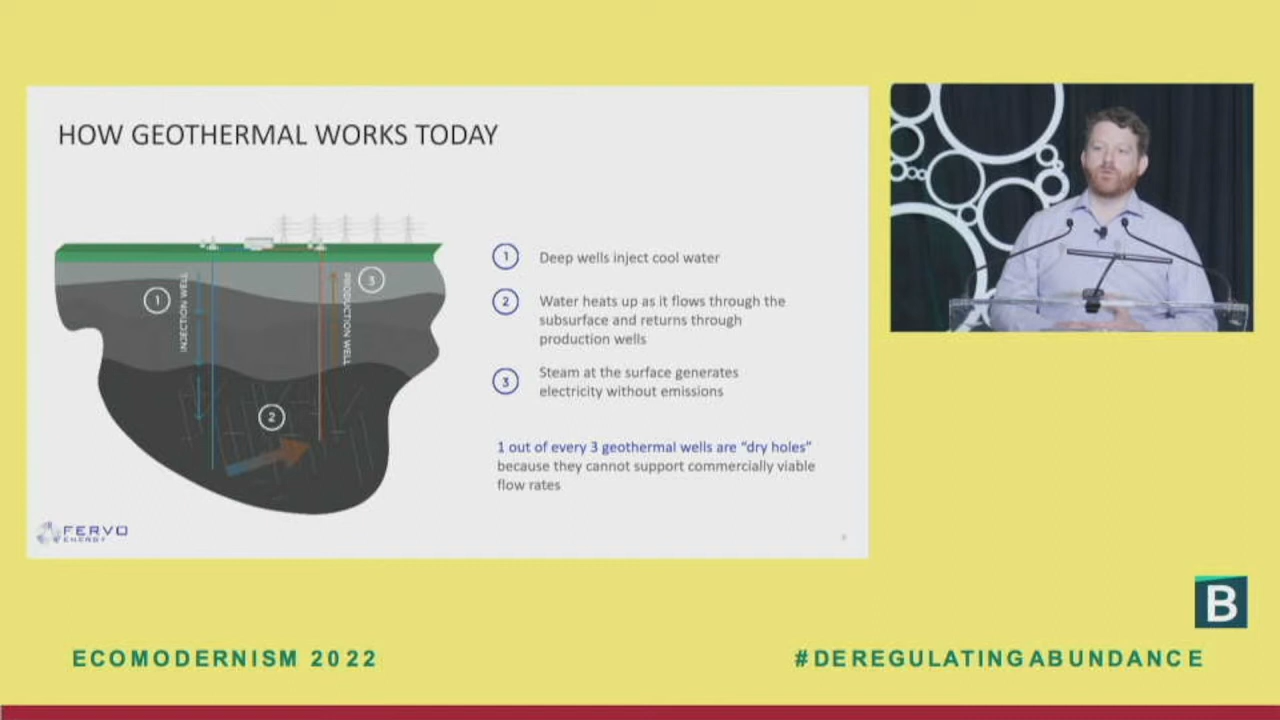 HOW GEOTHERMAL WORKS TODAY
1
INJECTION WELL
PRODUCTION WELL
3
2
1 Deep wells inject cool water
2 Water heats up as it flows through the
subsurface and returns through
production wells
3 Steam at the surface generates
electricity without emissions
1 out of every 3 geothermal wells are “dry holes”
because they cannot support commercially viable
flow rates
FERVO
ENERGY
B
ECOMODERNISM 2022
#DEREGULATINGABUNDANCE